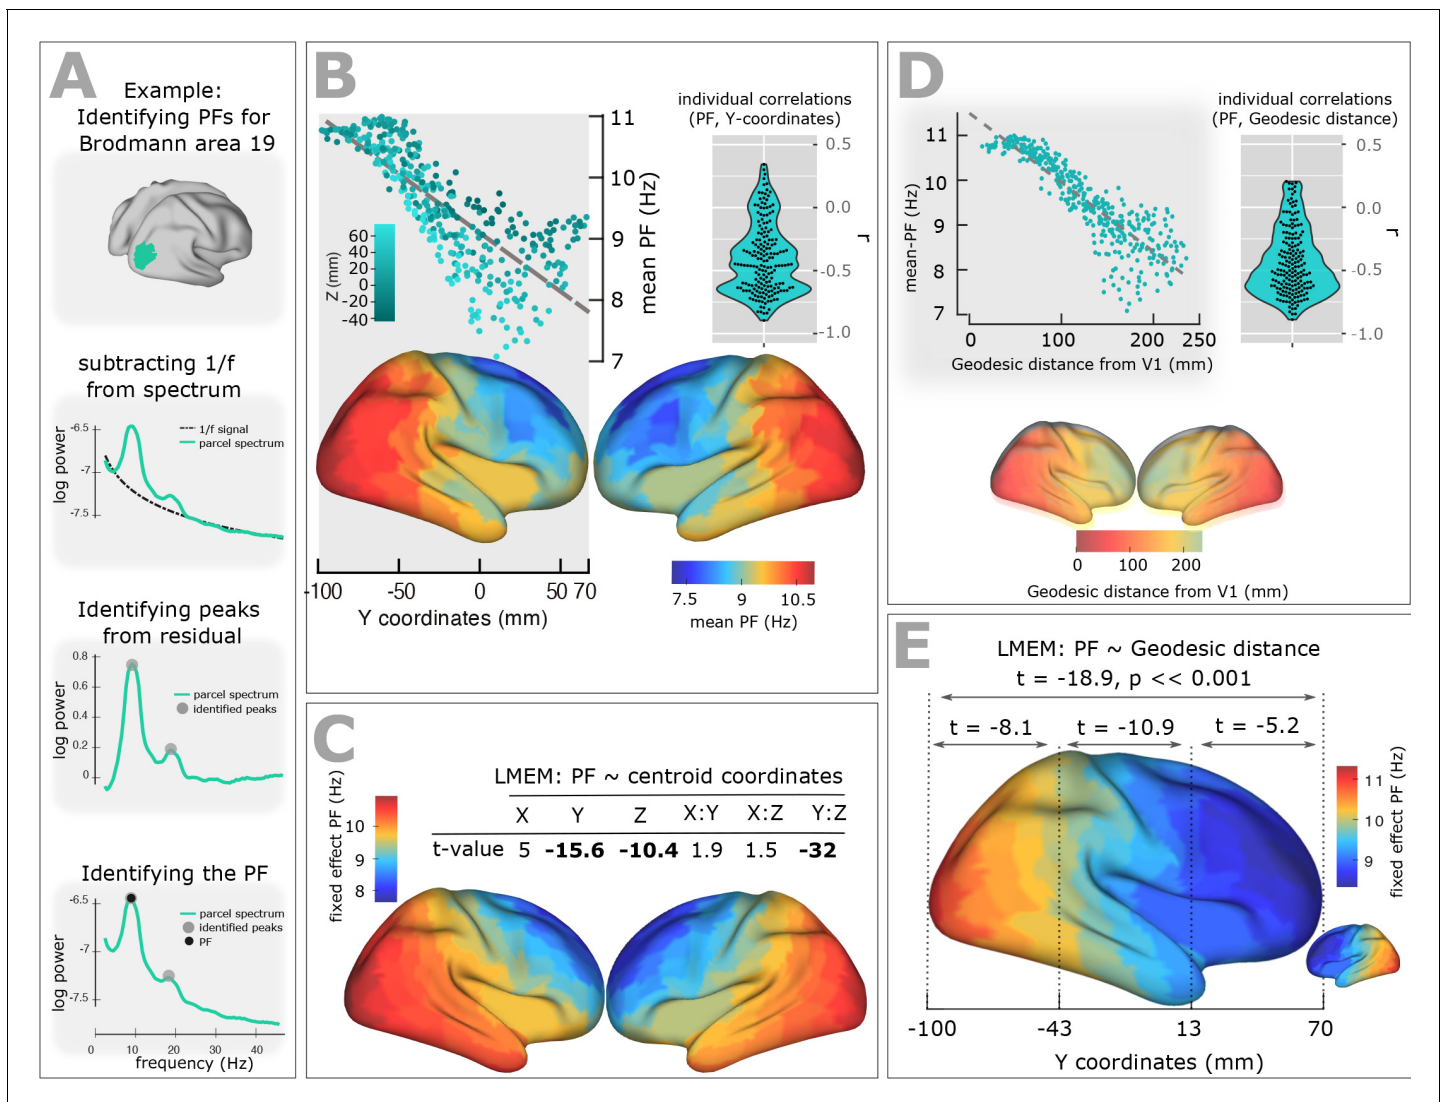 A
Example:
Identifying PFs for
Brodmann area 19
subtracting 1/f
from spectrum
-6.5
-7
-7.5
log power
1/f signal
parcel spectrum
Identifying peaks
from residual
0.8
0.6
0.4
0.2
0
log power
parcel spectrum
identified peaks
Identifying the PF
-6.5
-7
-7.5
log power
parcel spectrum
identified peaks
PF
0 10 20 30 40
frequency (Hz)
B
11
10
9
8
7
mean PF (Hz)
60
40
20
0
-20
-40
Z (mm)
individual correlations
(PF, Y-coordinates)
0.5
0.0
-0.5
-1.0
r
-100 -50 0 50 70
Y coordinates (mm)
7.5 9 10.5
mean PF (Hz)
C
LMEM: PF ~ centroid coordinates
X Y Z X:Y X:Z Y:Z
t-value 5 -15.6 -10.4 1.9 1.5 -32
10
9
8
fixed effect PF (Hz)
D
11
10
9
8
7
mean-PF (Hz)
0 100 200 250
Geodesic distance from V1 (mm)
individual correlations
(PF, Geodesic distance)
0.5
0.0
-0.5
-1.0
r
0 100 200
Geodesic distance from V1 (mm)
E
LMEM: PF ~ Geodesic distance
t = -18.9, p << 0.001
t = -8.1 t = -10.9 t = -5.2
11
10
9
fixed effect PF (Hz)
-100 -43 13 70
Y coordinates (mm)